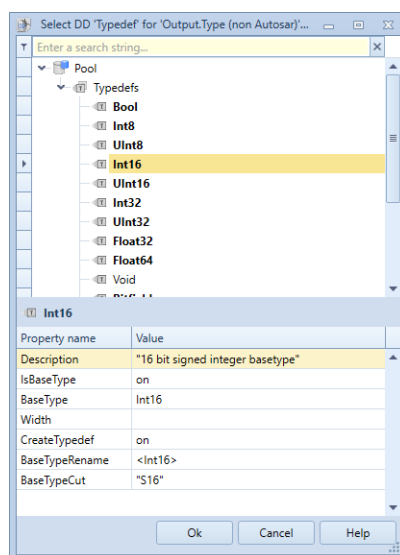 Select DD 'Typedef' for 'Output.Type (non Autosar)'...
Enter a search string...
Pool
Typedefs
Bool
Int8
UInt8
Int16
UInt16
Int32
UInt32
Float32
Float64
Void
Int16
Property name Value
Description "16 bit signed integer basetype"
IsBaseType on
BaseType Int16
Width
CreateTypedef on
BaseTypeRename <Int16>
BaseTypeCut "S16"
Ok Cancel Help